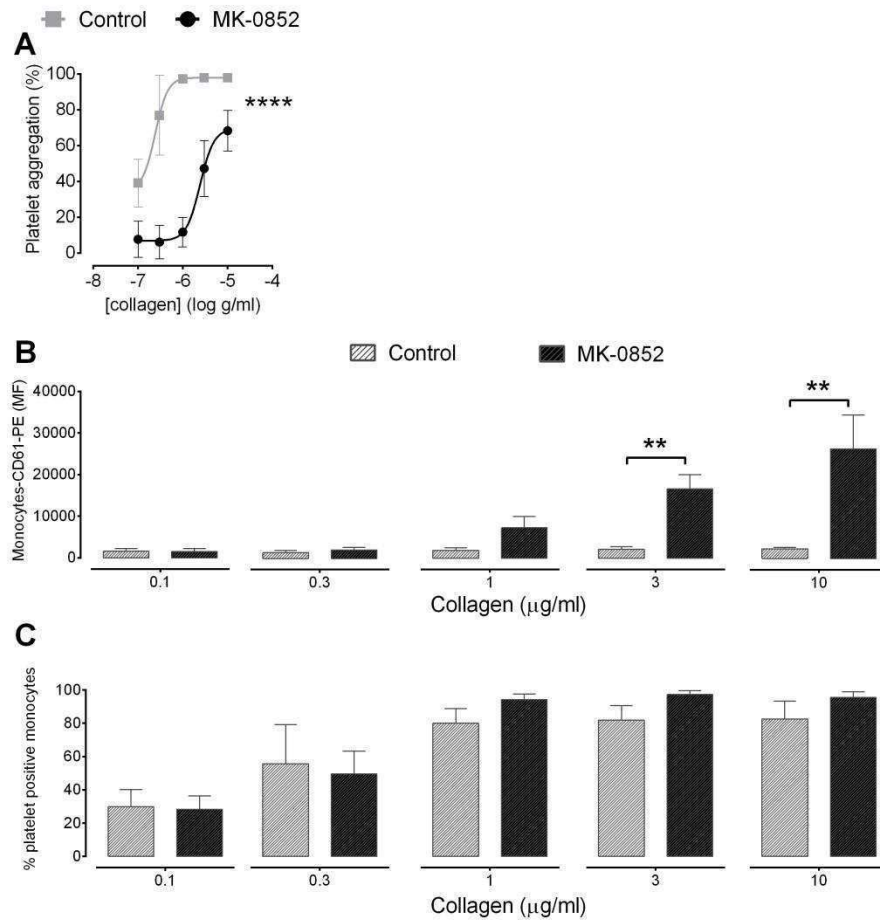 Control MK-0852
A
Platelet aggregation (%)
100
80
60
40
20
0
****
-8 -7 -6 -5 -4
[collagen] (log g/ml)
B
Control MK-0852
Monocytes-CD61-PE (MF)
40000
30000
20000
10000
0
** **
0.1 0.3 1 3 10
Collagen (μg/ml)
C
% platelet positive monocytes
100
80
60
40
20
0
0.1 0.3 1 3 10
Collagen (μg/ml)